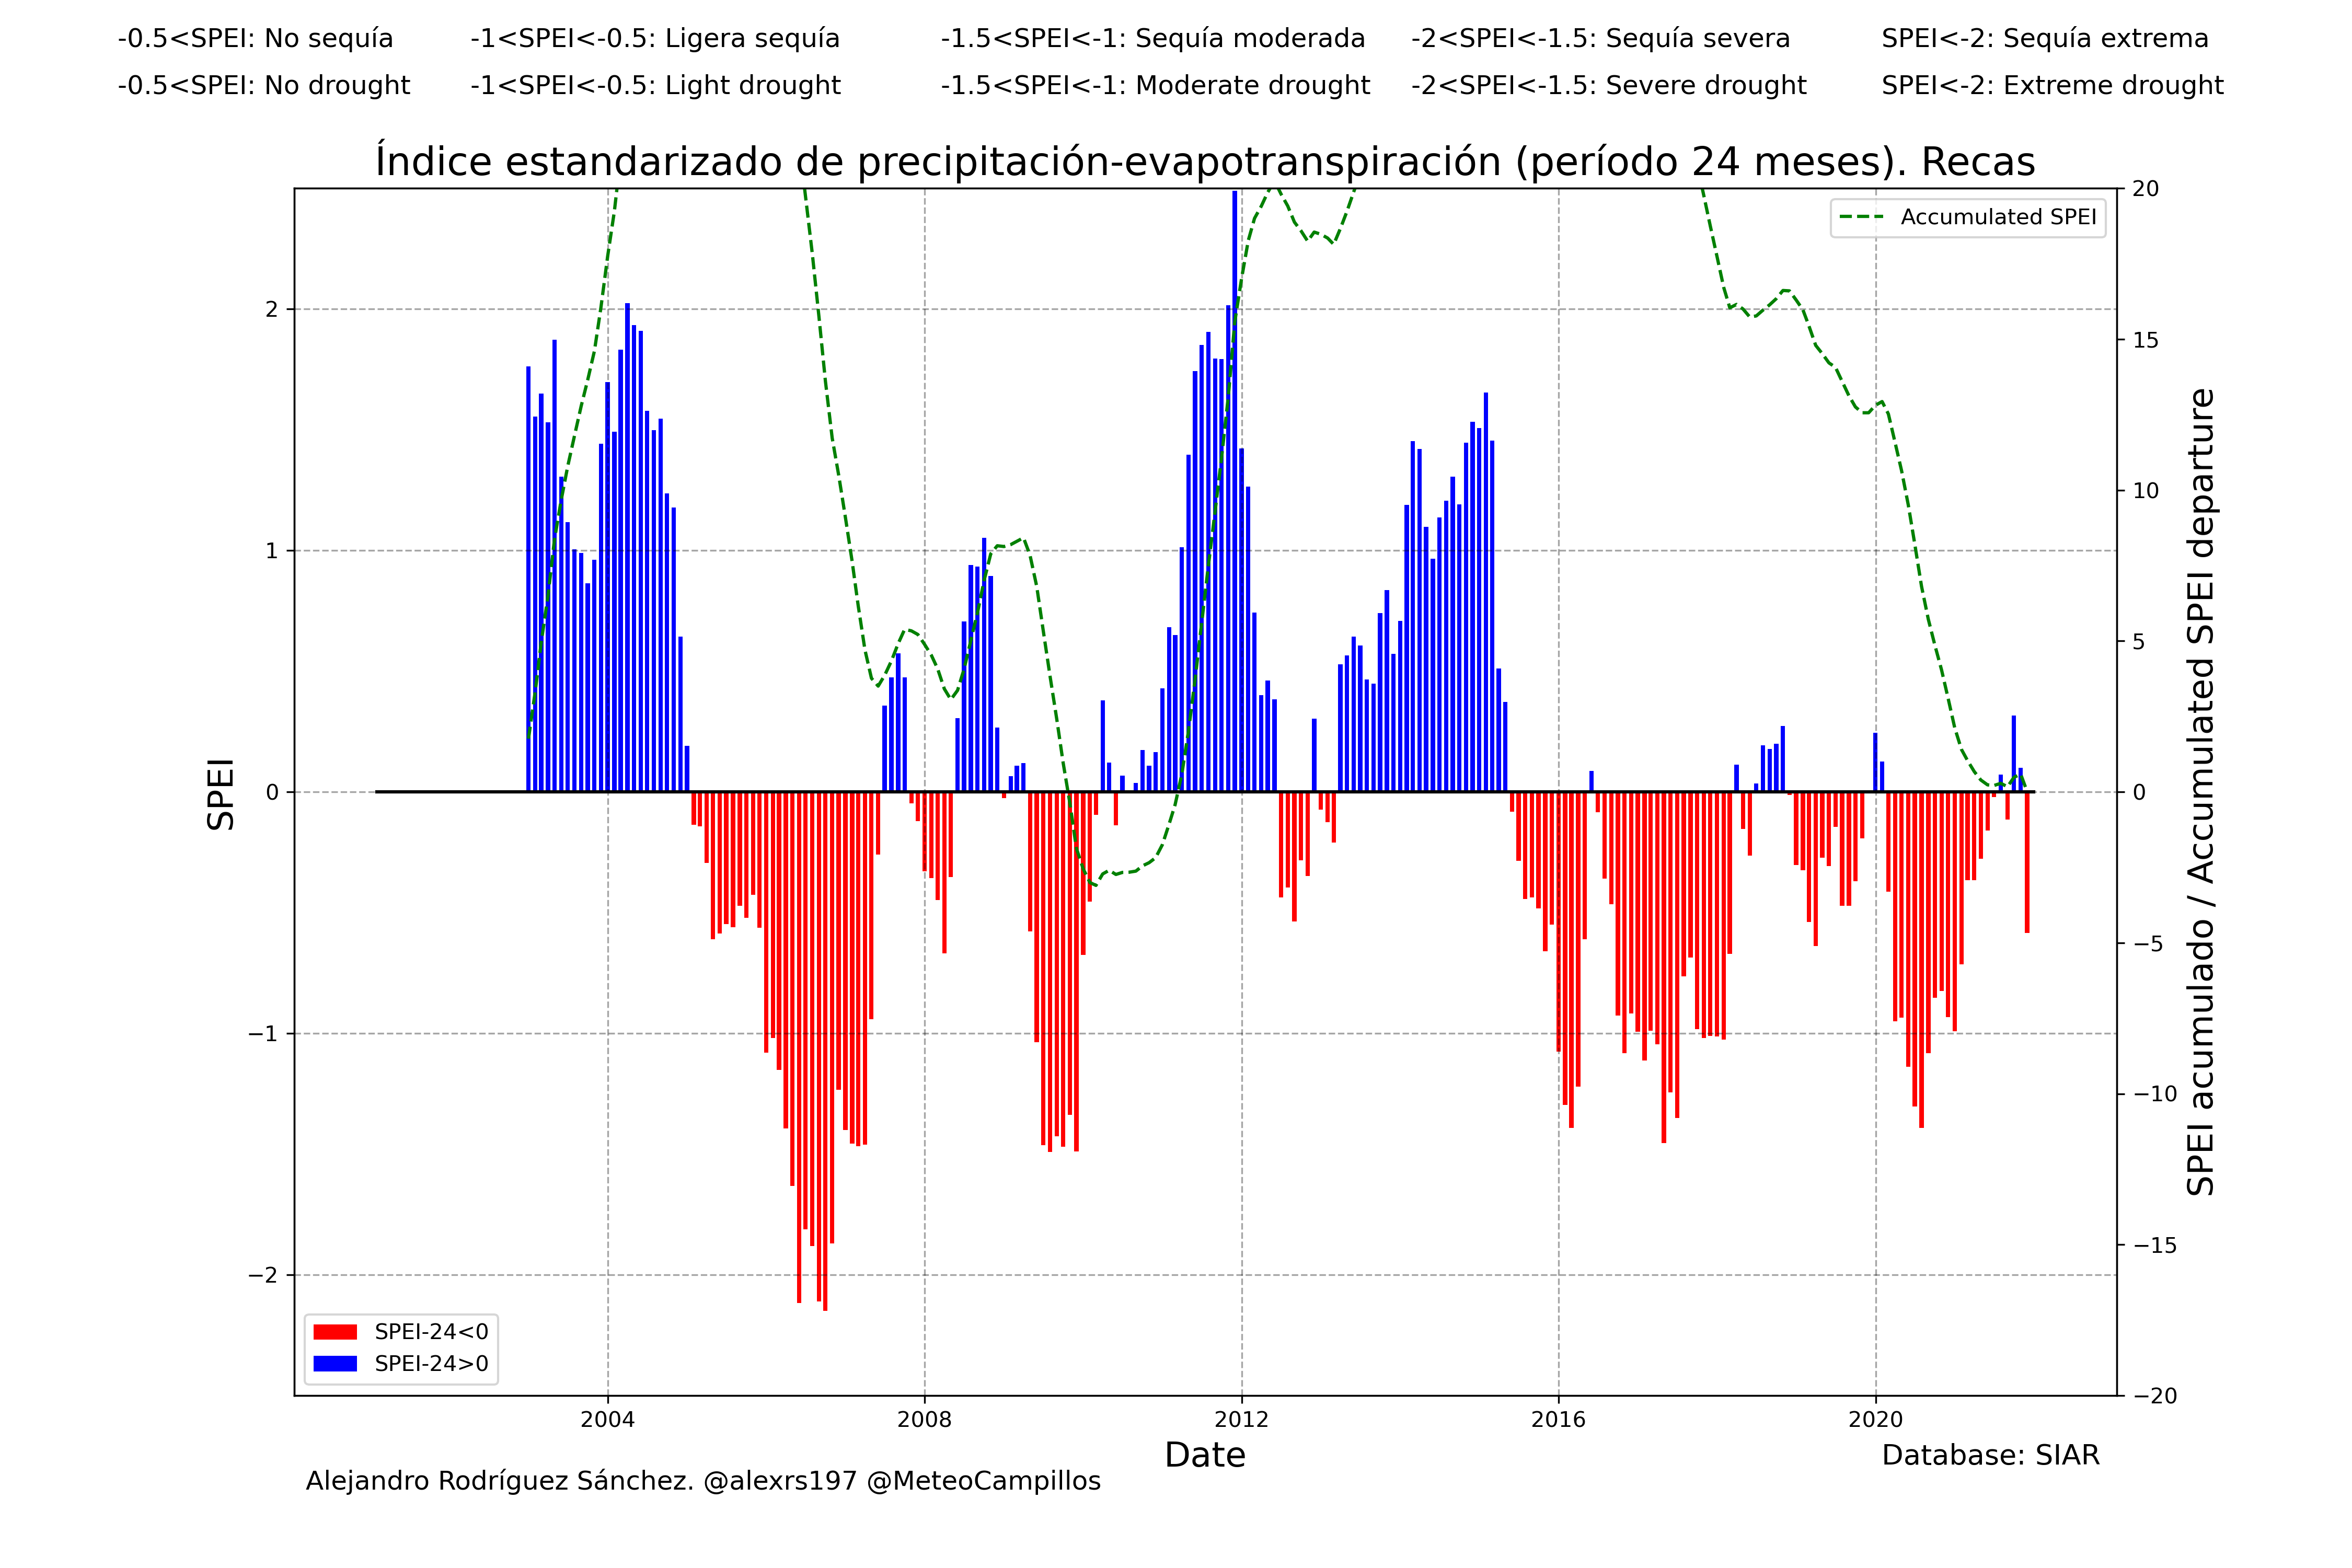 -0.5<SPEI: No sequía -1<SPEI<-0.5: Ligera sequía -1.5<SPEI<-1: Sequía moderada -2<SPEI<-1.5: Sequía severa SPEI<-2: Sequía extrema
-0.5<SPEI: No drought -1<SPEI<-0.5: Light drought -1.5<SPEI<-1: Moderate drought -2<SPEI<-1.5: Severe drought SPEI<-2: Extreme drought
Índice estandarizado de precipitación-evapotranspiración (período 24 meses). Recas
SPEI
2
1
0
−1
−2
Accumulated SPEI
20
15
10
5
0
−5
−10
−15
−20
SPEI acumulado / Accumulated SPEI departure
SPEI-24<0
SPEI-24>0
2004 2008 2012 2016 2020
Date
Database: SIAR
Alejandro Rodríguez Sánchez. @alexrs197 @MeteoCampillos